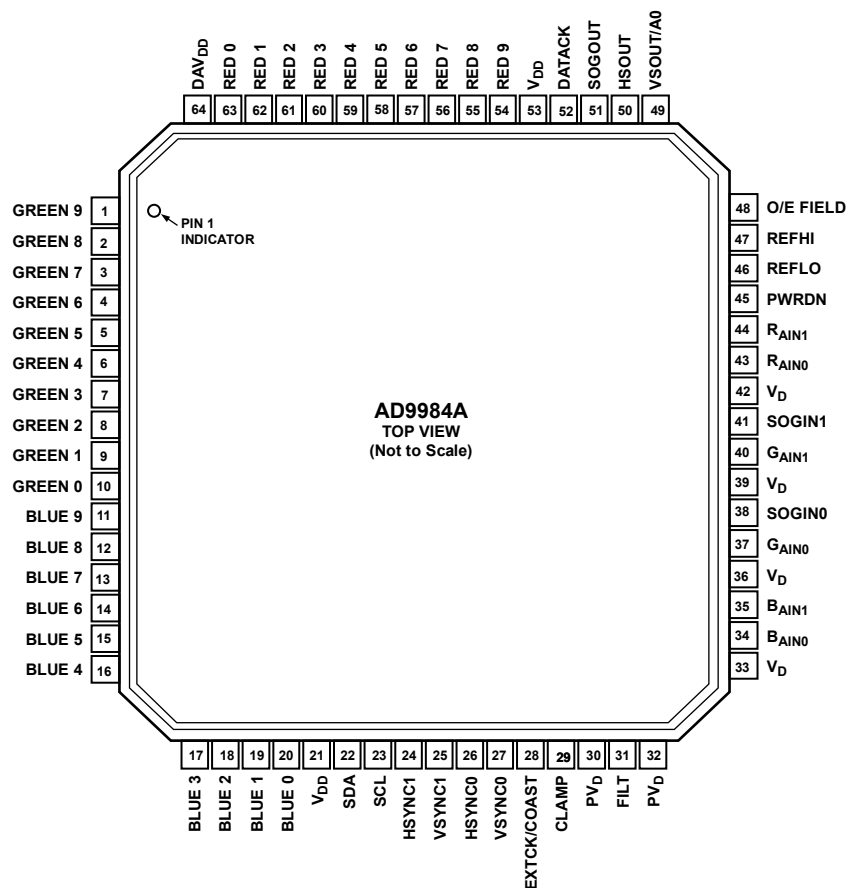 DAVDD
RED 0
RED 1
RED 2
RED 3
RED 4
RED 5
RED 6
RED 7
RED 8
RED 9
VDD
DATACK
SOGOUT
HSOUT
VSOUT/A0
64 63 62 61 60 59 58 57 56 55 54 53 52 51 50 49
GREEN 9 1
GREEN 8 2
GREEN 7 3
GREEN 6 4
GREEN 5 5
GREEN 4 6
GREEN 3 7
GREEN 2 8
GREEN 1 9
GREEN 0 10
BLUE 9 11
BLUE 8 12
BLUE 7 13
BLUE 6 14
BLUE 5 15
BLUE 4 16
PIN 1
INDICATOR
AD9984A
TOP VIEW
(Not to Scale)
48 O/E FIELD
47 REFHI
46 REFLO
45 PWRDN
44 RAIN1
43 RAIN0
42 VD
41 SOGIN1
40 GAIN1
39 VD
38 SOGIN0
37 GAIN0
36 VD
35 BAIN1
34 BAIN0
33 VD
17 18 19 20 21 22 23 24 25 26 27 28 29 30 31 32
BLUE 3
BLUE 2
BLUE 1
BLUE 0
VDD
SDA
SCL
HSYNC1
VSYNC1
HSYNC0
VSYNC0
EXTCK/COAST
CLAMP
PVD
FILT
PVD